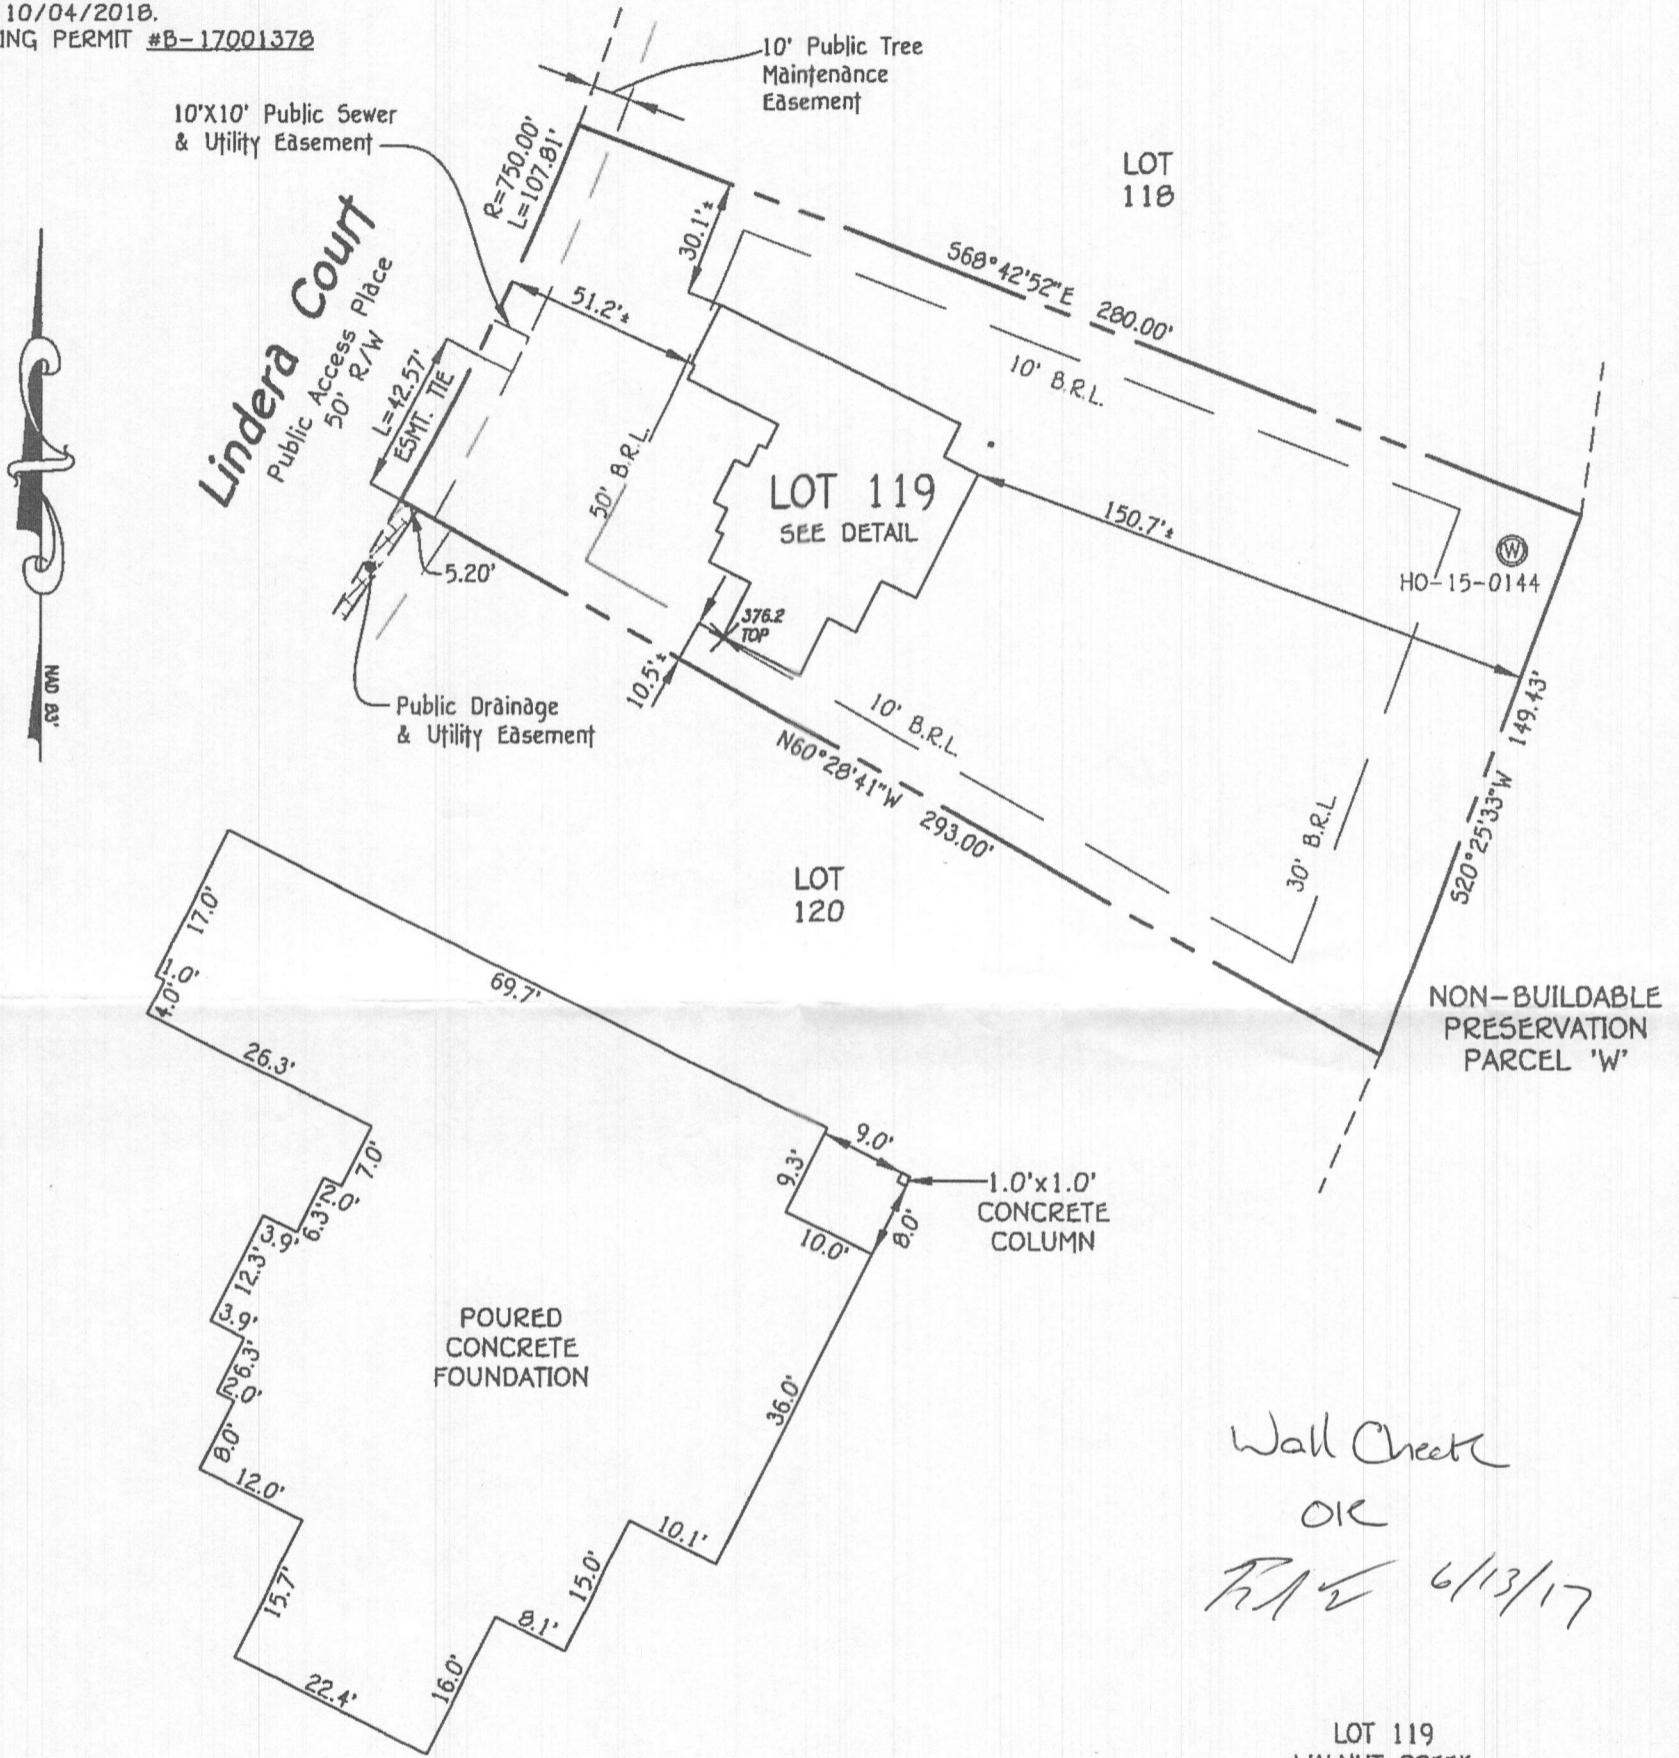 10/04/2018.
ING PERMIT #B-17001378
10' Public Tree
Maintenance
Easement
10'X10' Public Sewer
& Utility Easement
R=750.00'
L=107.81'
LOT
118
Lindera Court
Public Access Place
50' R/W
30.1'±
S68°42'52"E 280.00'
51.2'±
L=42.57'
ESMT. TIE
10' B.R.L.
50' B.R.L.
LOT 119
SEE DETAIL
150.7'±
HO-15-0144
W
5.20'
376.2
TOP
10.5'±
NAD 83'
Public Drainage
& Utility Easement
10' B.R.L.
N60°28'41"W 293.00'
30' B.R.L.
S20°25'33"W 149.43'
LOT
120
NON-BUILDABLE
PRESERVATION
PARCEL 'W'
17.0'
1.0'
4.0'
69.7'
26.3'
7.0'
2.0'
6.3'
3.9'
12.3'
3.9'
6.3'
2.0'
8.0'
12.0'
15.7'
22.4'
16.0'
8.1'
15.0'
10.1'
36.0'
9.3'
10.0'
9.0'
8.0'
1.0'x1.0'
CONCRETE
COLUMN
POURED
CONCRETE
FOUNDATION
Wall Check
OK
6/13/17
LOT 119